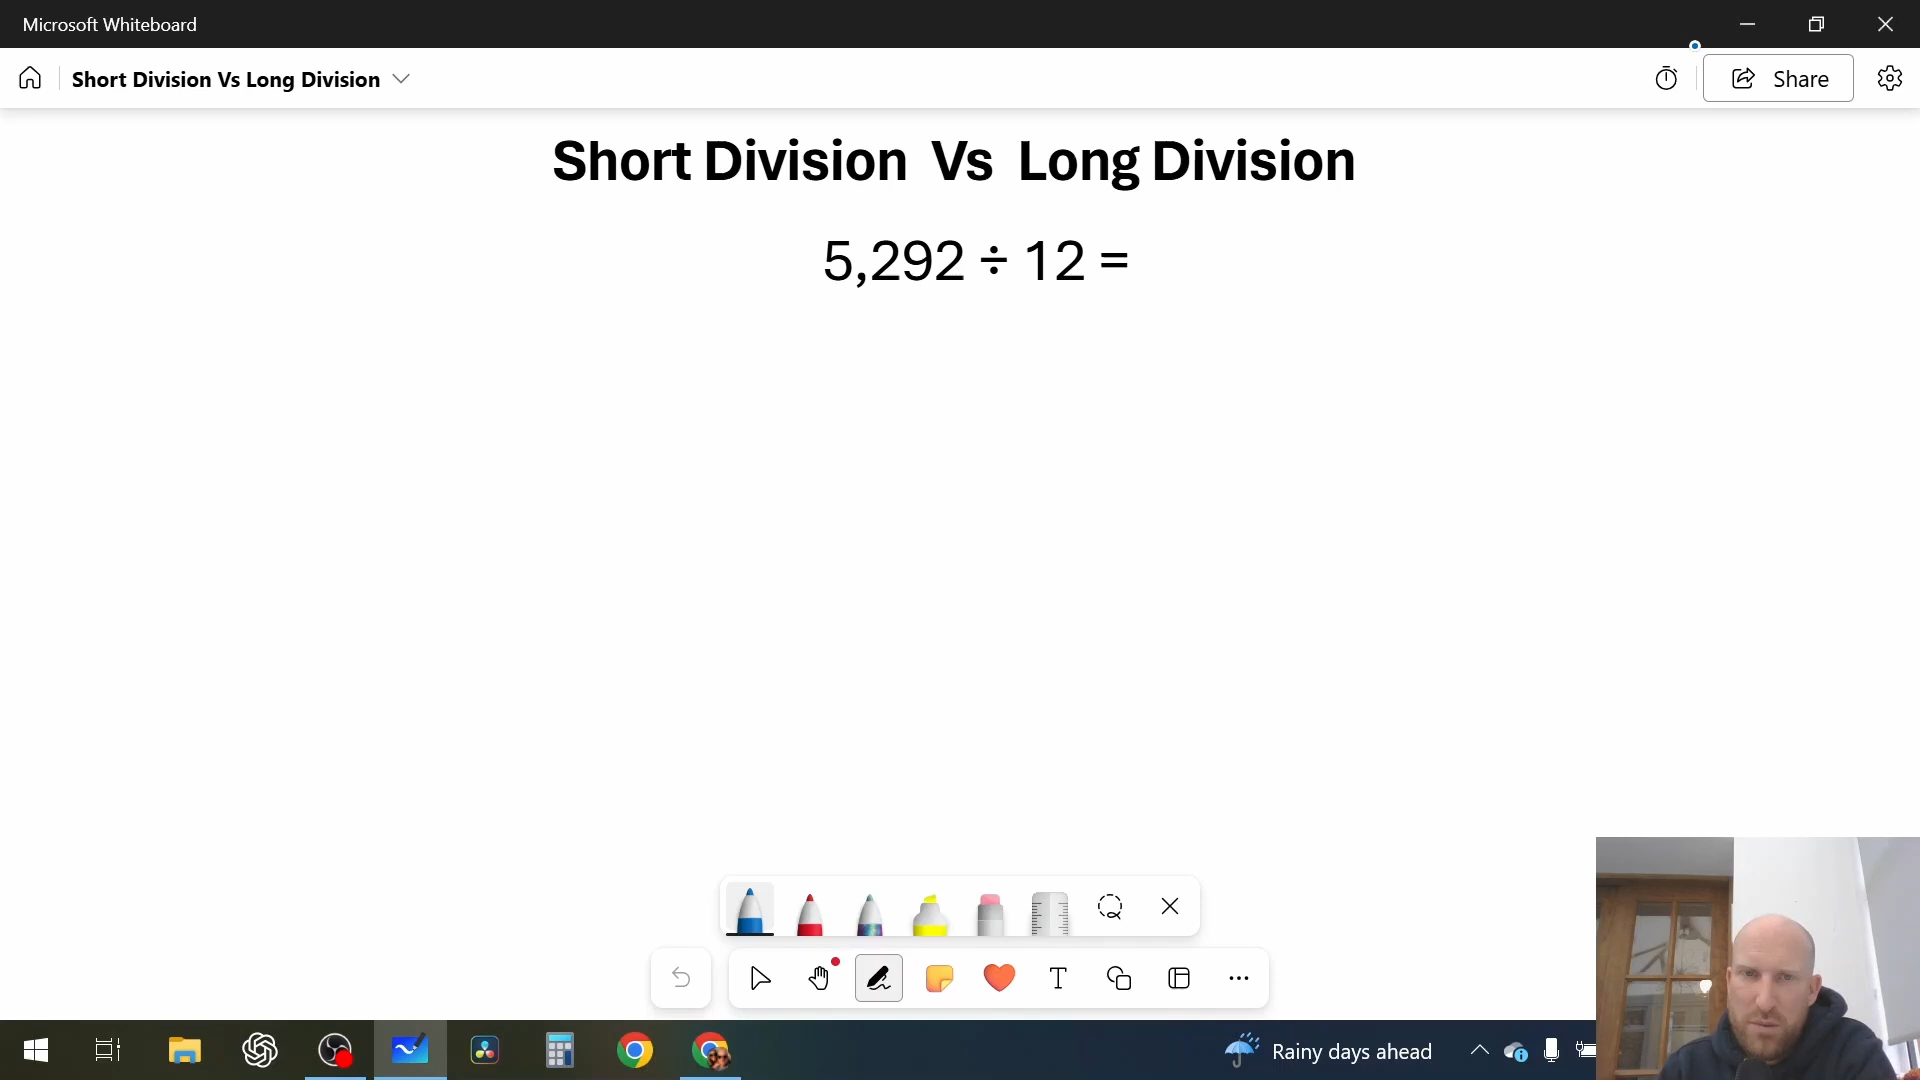 Microsoft Whiteboard
Short Division Vs Long Division
Share
Short Division Vs Long Division
5,292 ÷ 12 =
Rainy days ahead